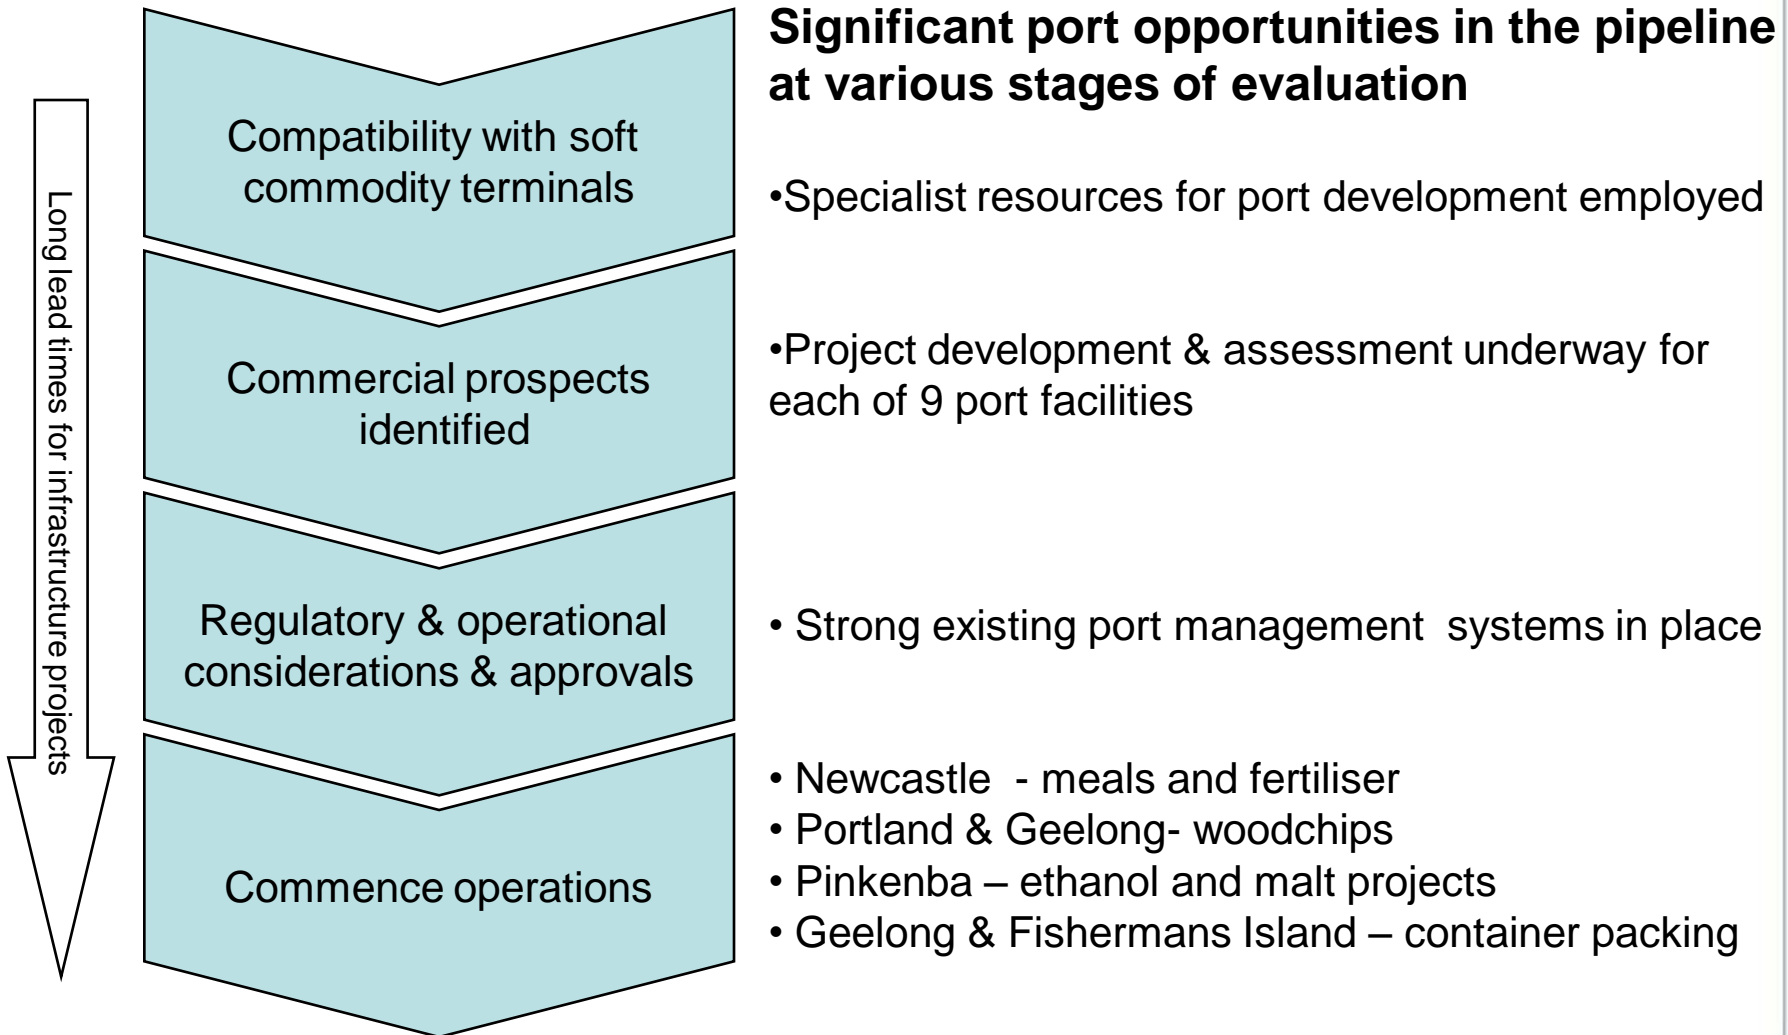 Significant port opportunities in the pipeline
at various stages of evaluation
Long lead times for infrastructure projects
Compatibility with soft
commodity terminals
•Specialist resources for port development employed
Commercial prospects
identified
•Project development & assessment underway for
each of 9 port facilities
Regulatory & operational
considerations & approvals
• Strong existing port management  systems in place
Commence operations
• Newcastle  - meals and fertiliser
• Portland & Geelong- woodchips
• Pinkenba – ethanol and malt projects
• Geelong & Fishermans Island – container packing